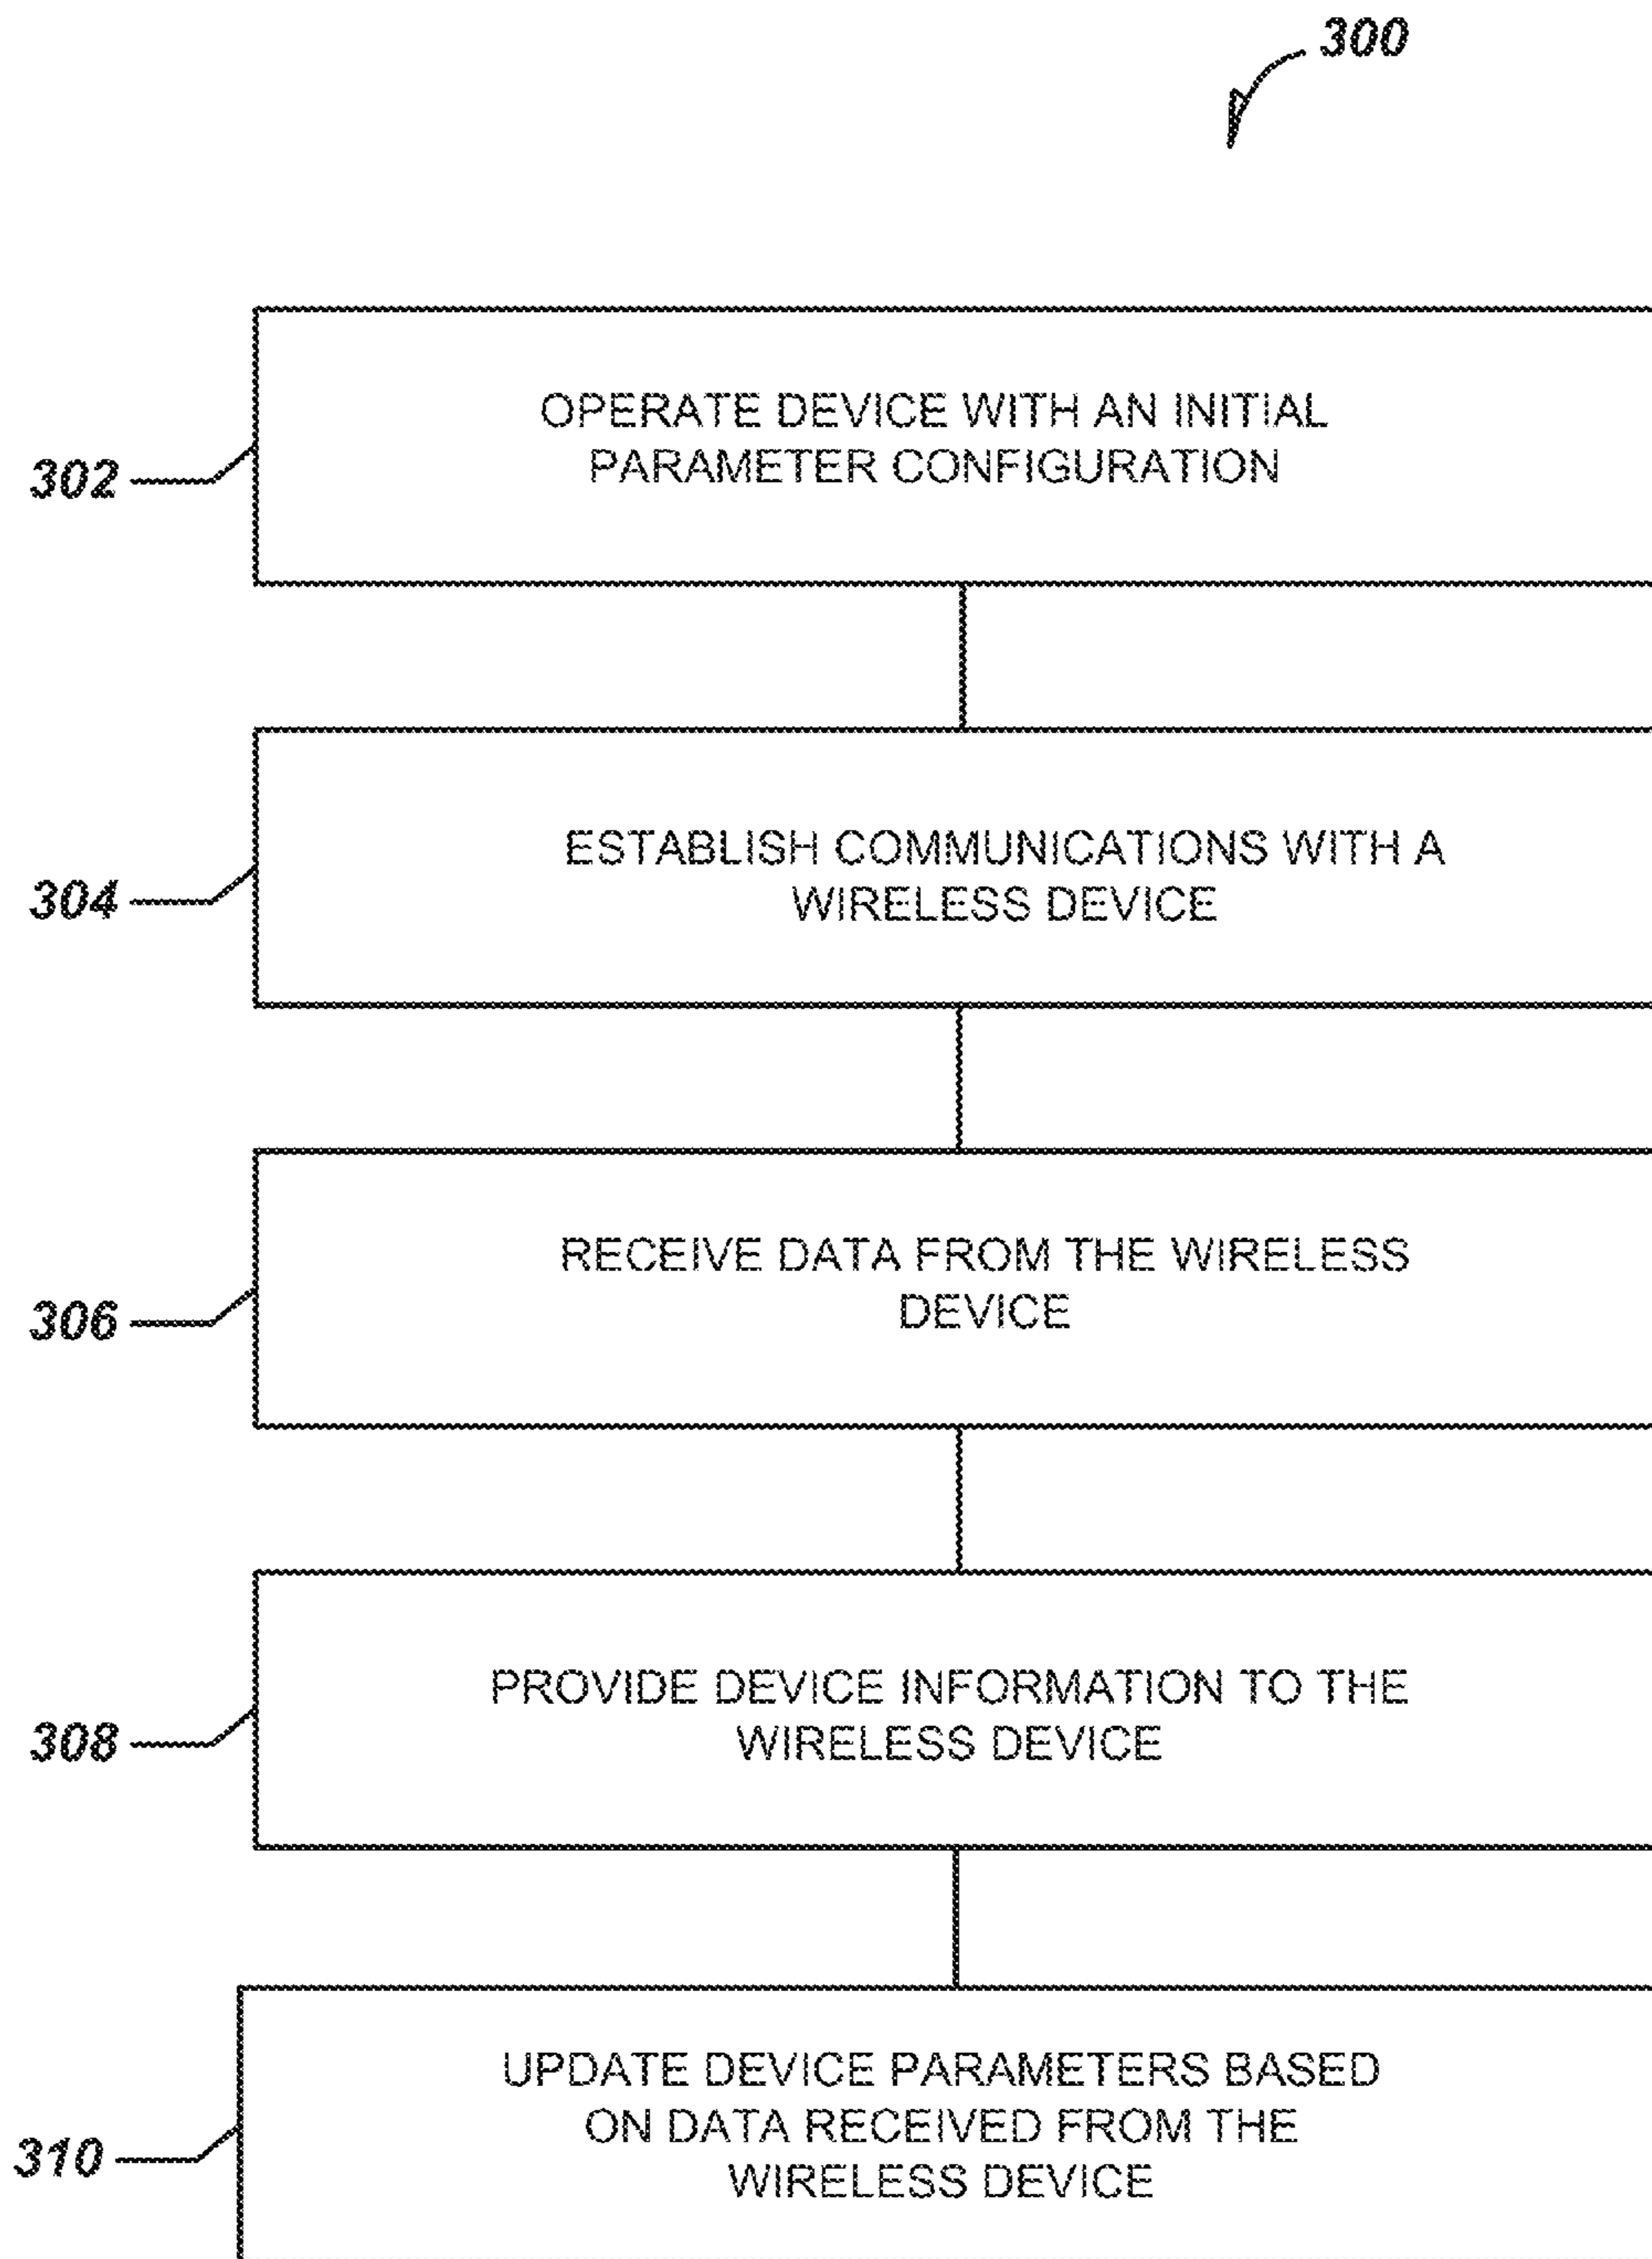 300
OPERATE DEVICE WITH AN INITIAL
PARAMETER CONFIGURATION
302
ESTABLISH COMMUNICATIONS WITH A
WIRELESS DEVICE
304
RECEIVE DATA FROM THE WIRELESS
DEVICE
306
PROVIDE DEVICE INFORMATION TO THE
WIRELESS DEVICE
308
UPDATE DEVICE PARAMETERS BASED
ON DATA RECEIVED FROM THE
WIRELESS DEVICE
310